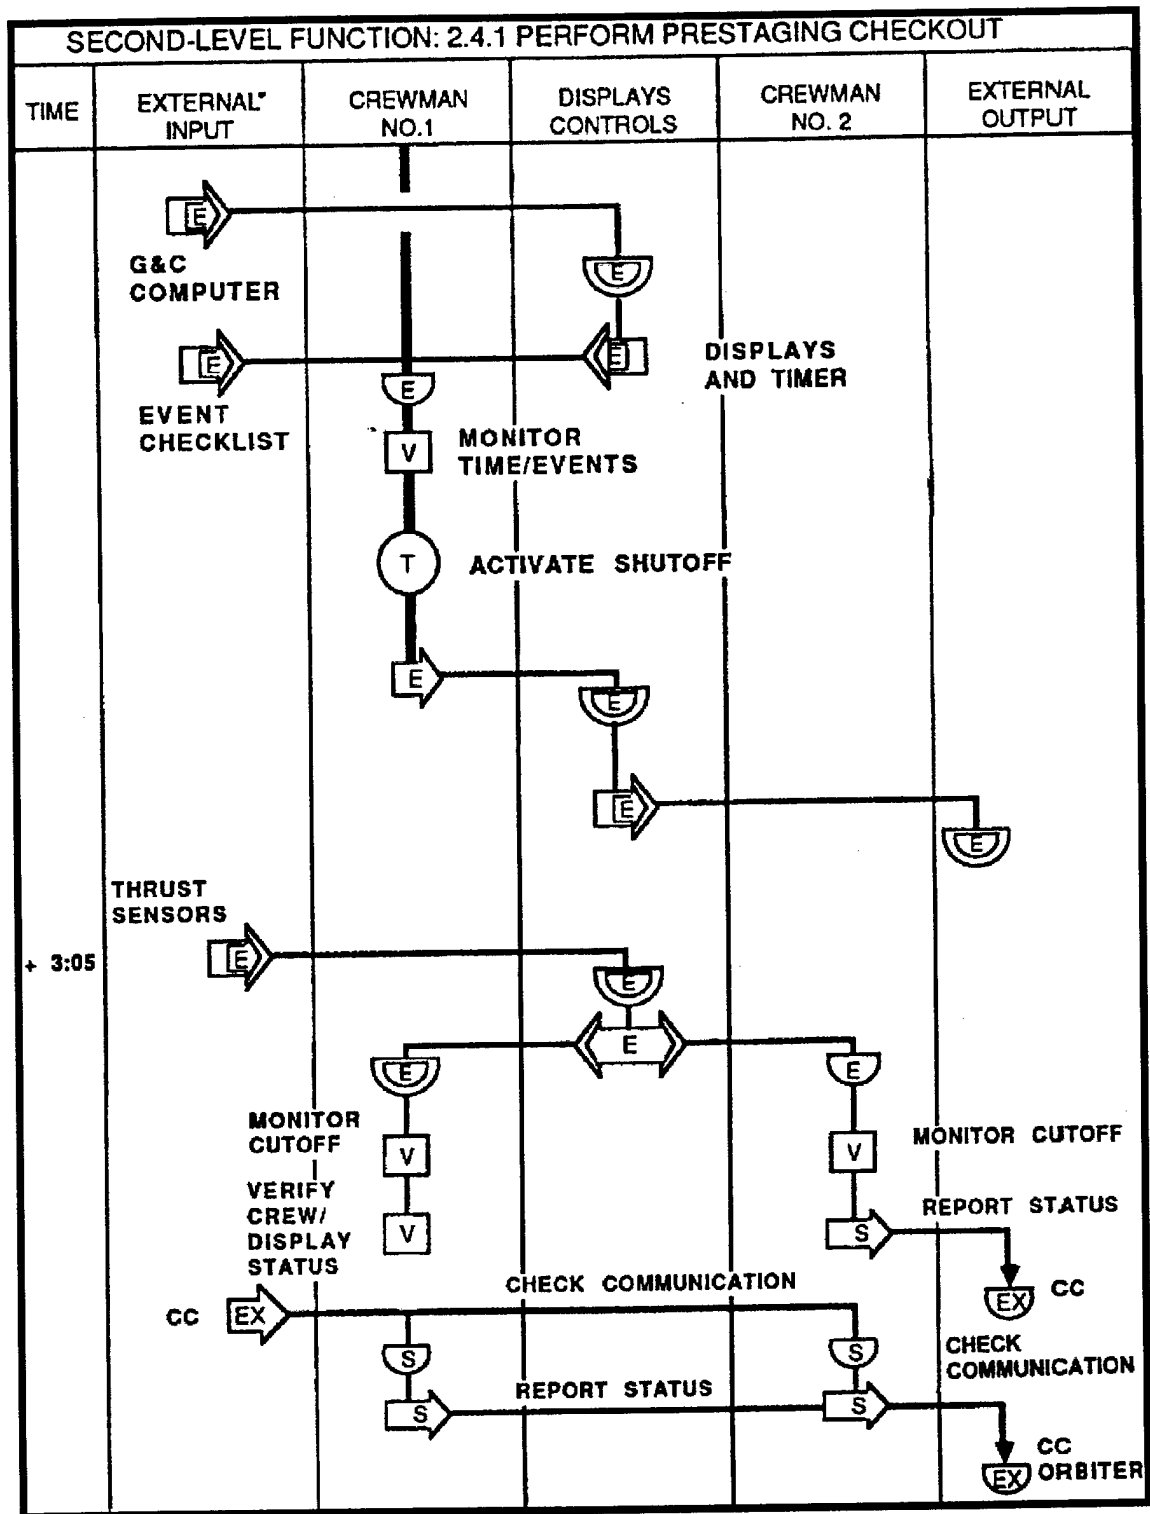 SECOND-LEVEL FUNCTION: 2.4.1 PERFORM PRESTAGING CHECKOUT
TIME
EXTERNAL"
INPUT
CREWMAN
NO.1
DISPLAYS
CONTROLS
CREWMAN
NO. 2
EXTERNAL
OUTPUT
E
G&C
COMPUTER
E
E
E
DISPLAYS
AND TIMER
EVENT
CHECKLIST
E
V
MONITOR
TIME/EVENTS
T
ACTIVATE SHUTOFF
E
E
E
E
THRUST
SENSORS
+ 3:05
E
E
E
E
E
MONITOR
CUTOFF
V
V
MONITOR CUTOFF
VERIFY
CREW/
DISPLAY
STATUS
V
S
REPORT STATUS
CC
EX
CHECK COMMUNICATION
EX
CC
S
S
CHECK
COMMUNICATION
S
REPORT STATUS
S
CC
ORBITER
EX